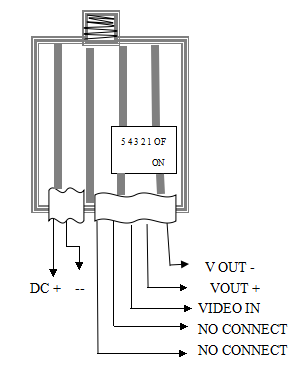 5 4 3 2 1 OF
ON
V OUT -
DC + --
VOUT +
VIDEO IN
NO CONNECT
NO CONNECT